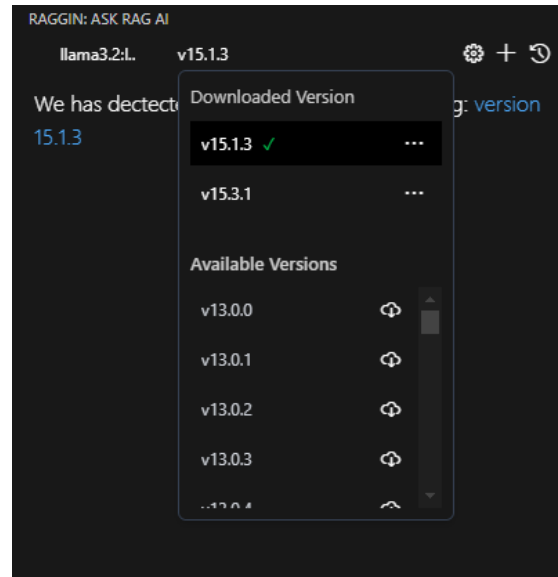 RAGGIN: ASK RAG AI
llama3.2:l.. v15.1.3
We has dectect
g: version
15.1.3
Downloaded Version
v15.1.3
v15.3.1
Available Versions
v13.0.0
v13.0.1
v13.0.2
v13.0.3